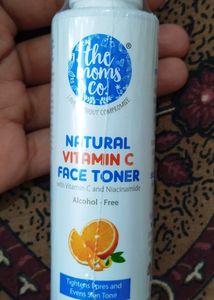 the
moms
co.
NATURAL
VITAMIN C
FACE TONER
with Vitamin C and Niacinamide
Alcohol - Free
Tightens Pores and
Evens Skin Tone